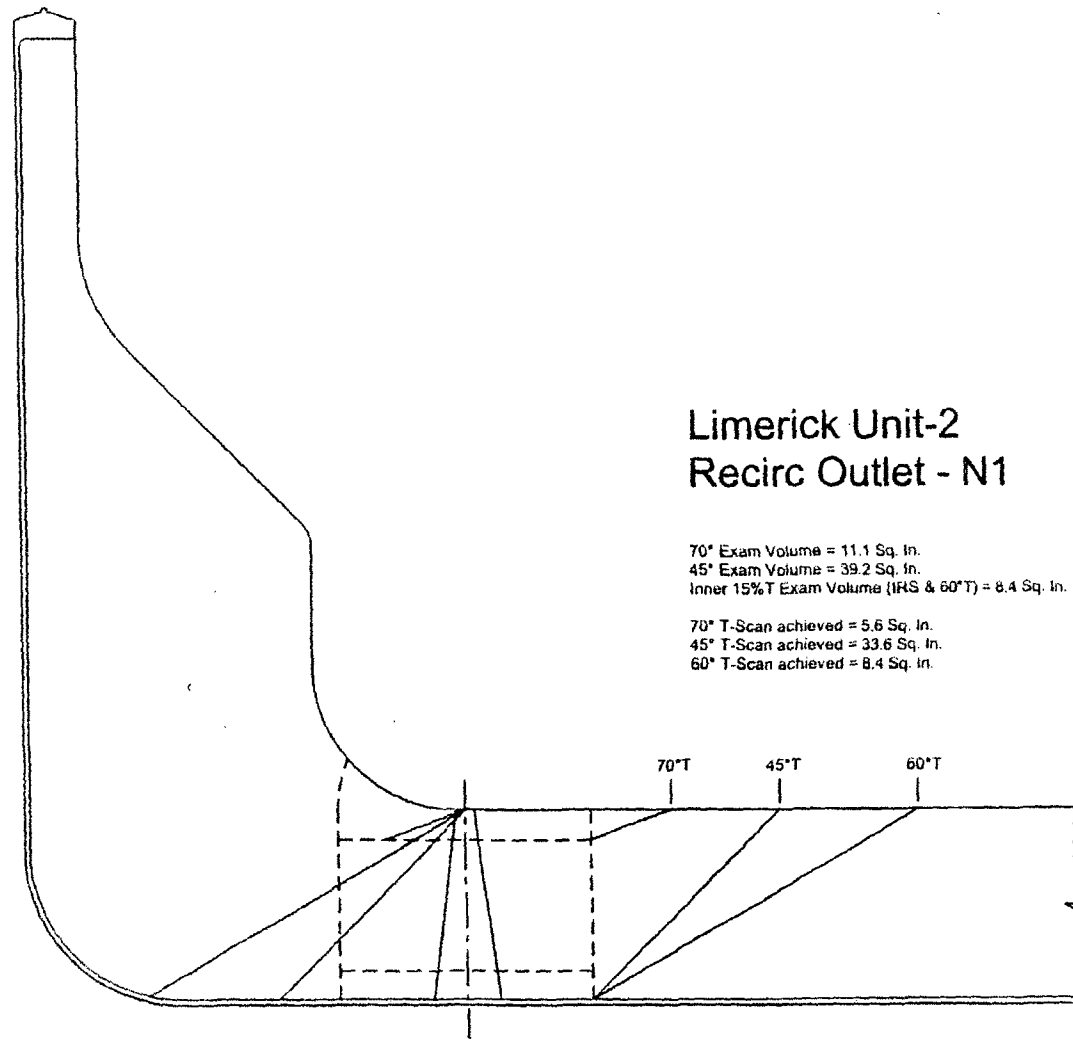 Limerick Unit-2
Recirc Outlet - N1
70° Exam Volume = 11.1 Sq. In.
45° Exam Volume = 39.2 Sq. In.
Inner 15%T Exam Volume (IRS & 60°T) = 8.4 Sq. In.
70° T-Scan achieved = 5.6 Sq. In.
45° T-Scan achieved = 33.6 Sq. In.
60° T-Scan achieved = 8.4 Sq. In.
70°T 45°T 60°T